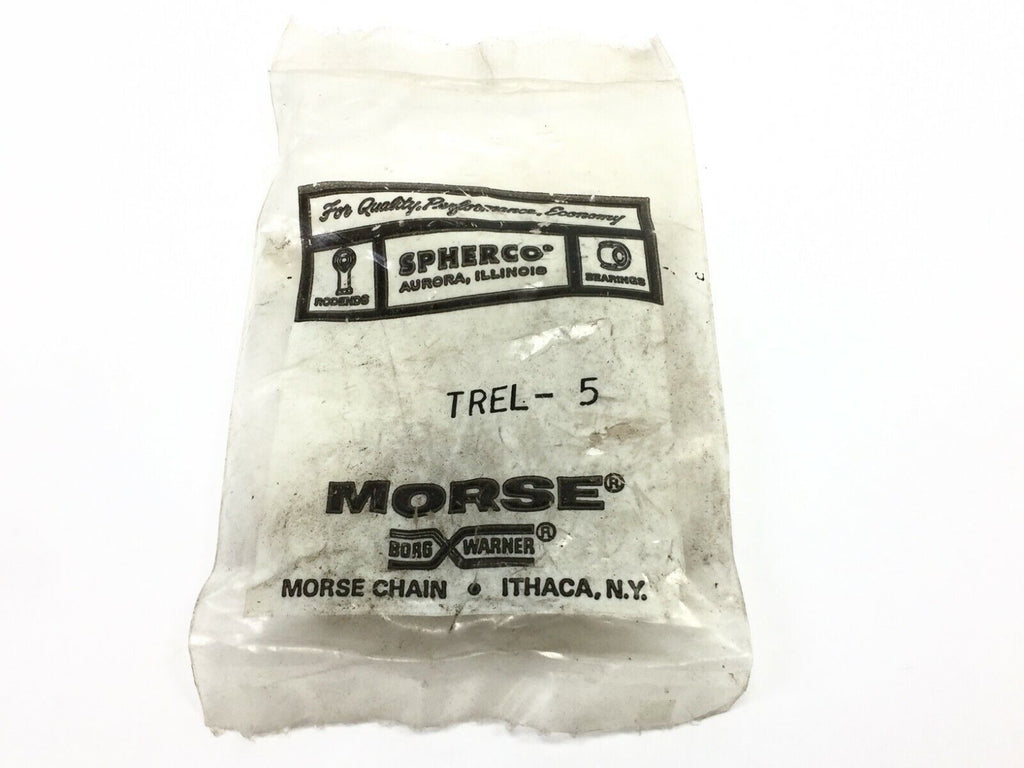 For Quality, Performance, Economy
RODENDS
SPHERCO®
AURORA, ILLINOIS
BEARINGS
TREL- 5
MORSE®
BORG WARNER®
MORSE CHAIN • ITHACA, N.Y.